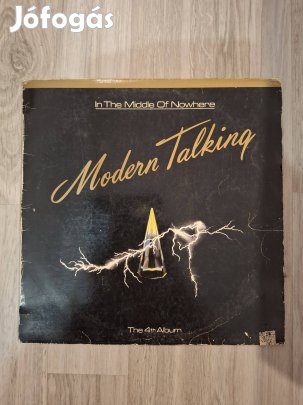 Jófogás
In The Middle Of Nowhere
Modern Talking
The 4th Album